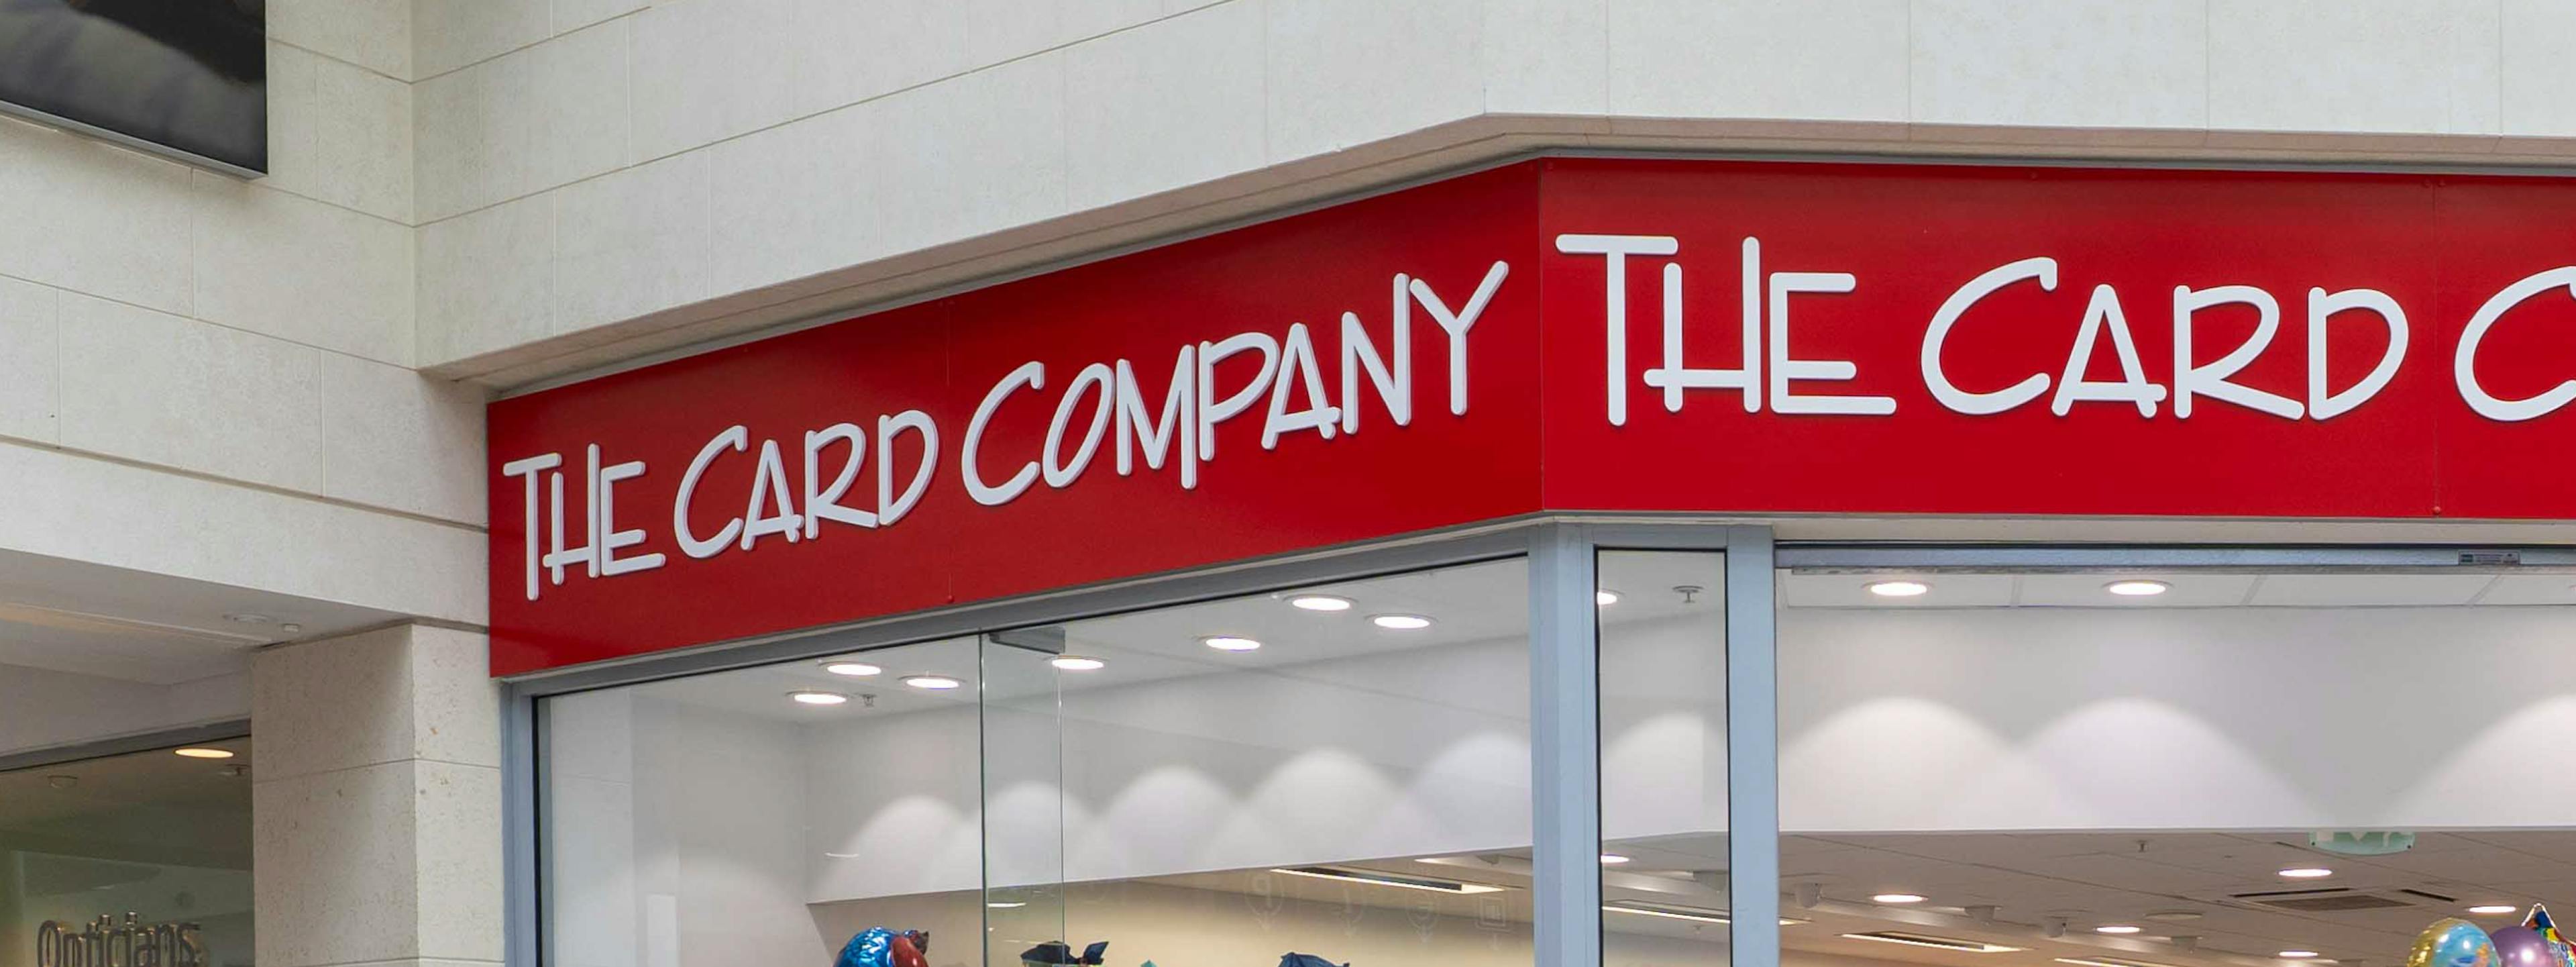 THE CARD COMPANY
THE CARD C
Opticians